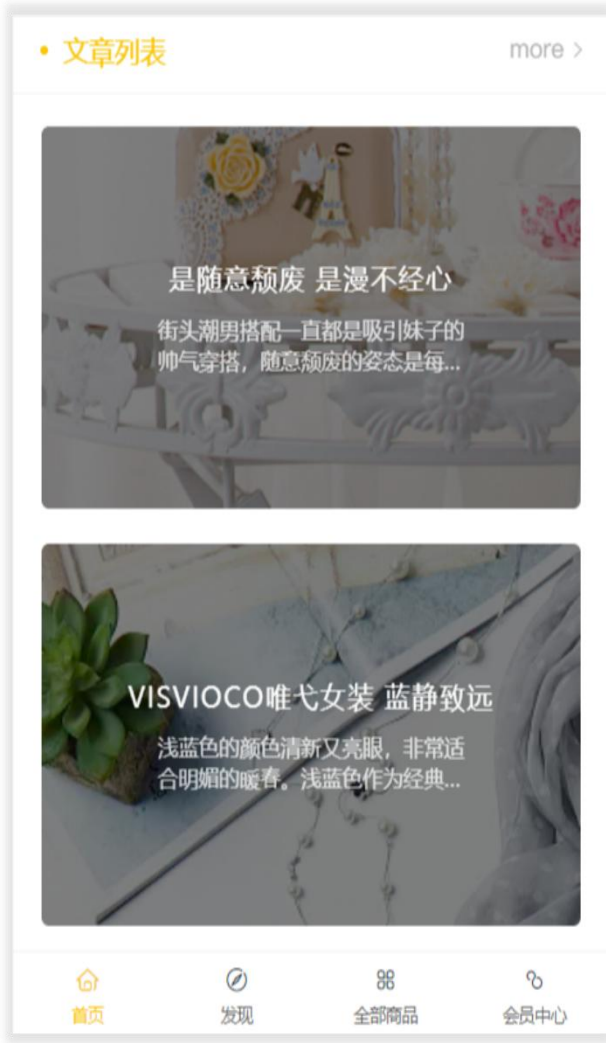 文章列表
more >
是随意颓废 是漫不经心
街头潮男搭配一直都是吸引妹子的
帅气穿搭，随意颓废的姿态是每...
VISVIOCO唯弋女装 蓝静致远
浅蓝色的颜色清新又亮眼，非常适
合明媚的暖春。浅蓝色作为经典...
首页
发现
全部商品
会员中心